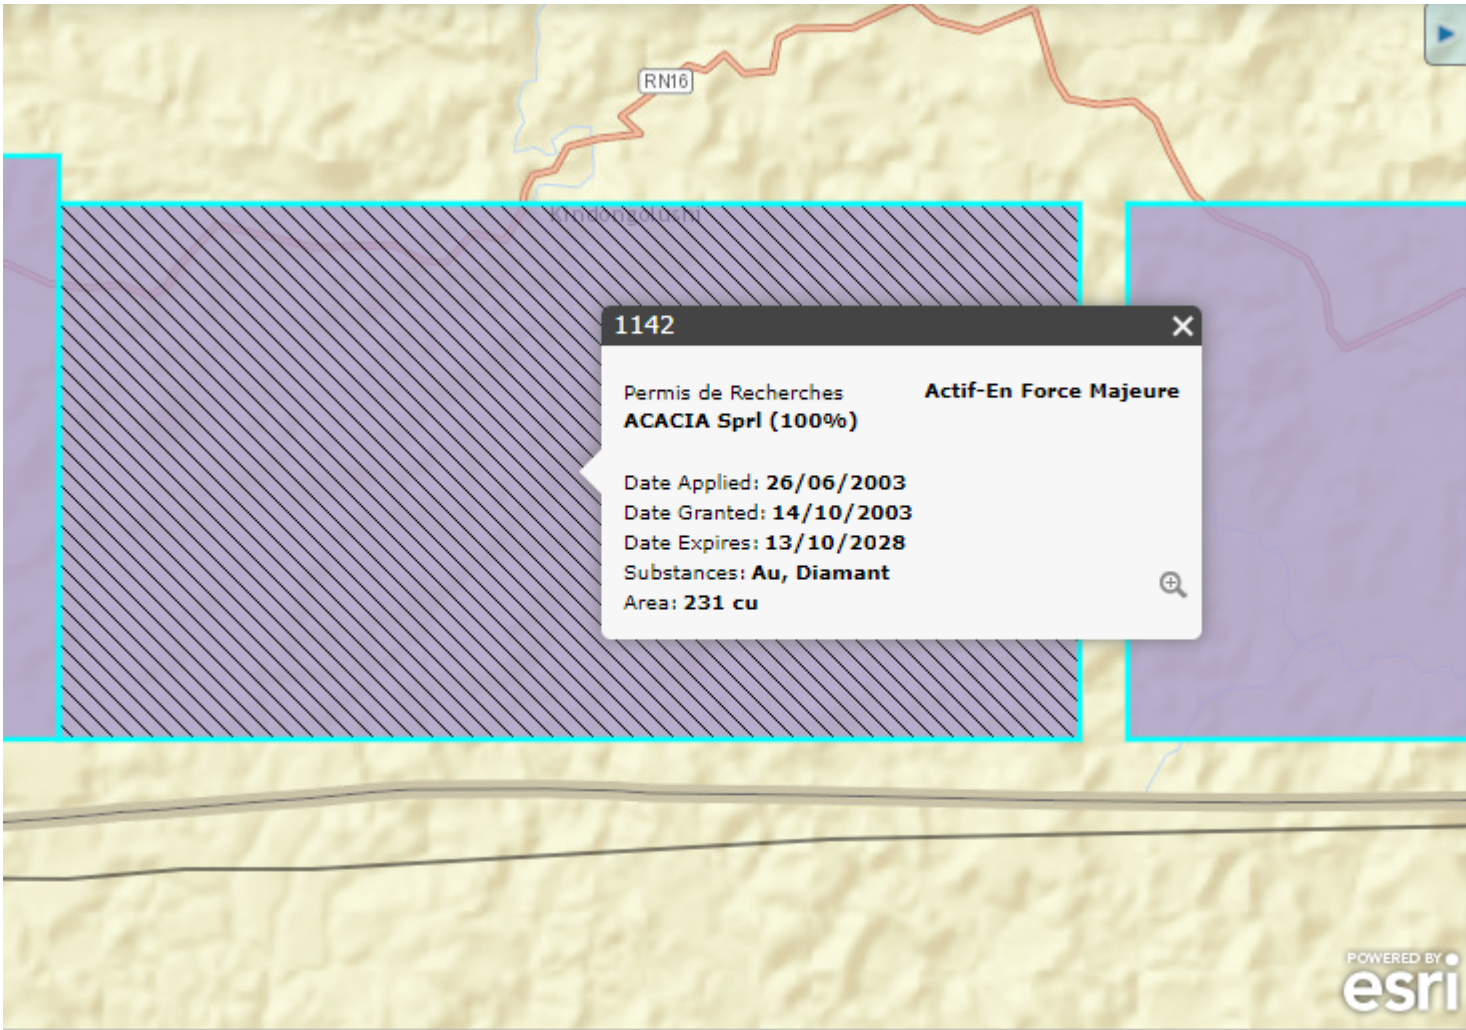 RN16
Kindongolushi
1142
Permis de Recherches
Actif-En Force Majeure
ACACIA Sprl (100%)
Date Applied: 26/06/2003
Date Granted: 14/10/2003
Date Expires: 13/10/2028
Substances: Au, Diamant
Area: 231 cu
POWERED BY
esri